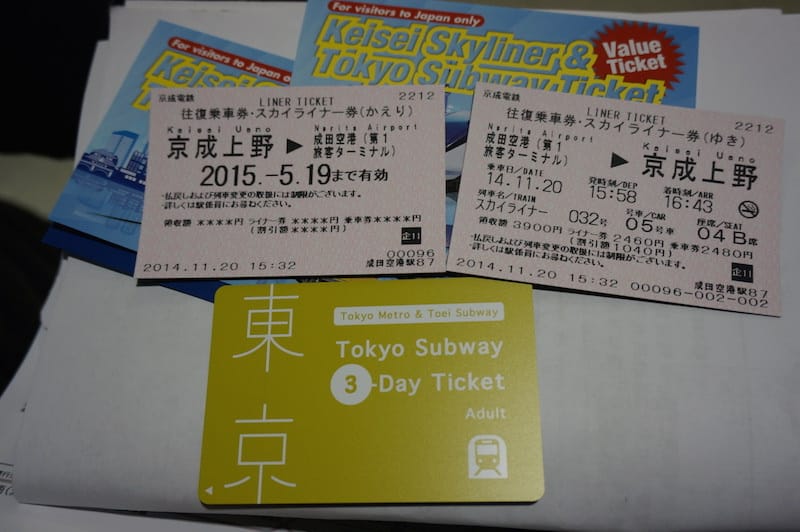 For visitors to Japan only
Keisei Skyliner &
Tokyo Subway Ticket
Value
Ticket
For visitors to Japan o
Keisei S
京成電鉄 LINER TICKET 2212
往復乗車券・スカイライナー券(かえり)
Keisei Ueno Narita Airport
京成上野 ▶ 成田空港(第1
旅客ターミナル)
2015.-5.19まで有効
・払戻しおよび列車変更の取扱には制限がございます。
・詳しくは駅係員にお尋ねください。
領収額 ****円 ライナー券 ****円 乗車券****円
(割引額 ****円)
企11
00096
2014.11.20 15:32 成田空港駅87
京成電鉄 LINER TICKET 2212
往復乗車券・スカイライナー券(ゆき)
Narita Airport Keisei Ueno
成田空港(第1 ▶ 京成上野
旅客ターミナル)
乗車日/DATE 発時刻/DEP 着時刻/ARR
14.11.20 15:58 16:43
列車名/TRAIN 号車/CAR 座席/SEAT
スカイライナー 032号 05号車 04B席
領収額 3900円 ライナー券 2460円 乗車券2480円
(割引額 1040円)
・払戻しおよび列車変更の取扱には制限がございます。
・詳しくは駅係員にお尋ねください。
企11
成田空港駅87
2014.11.20 15:32 00096-002-002
東京
Tokyo Metro & Toei Subway
Tokyo Subway
3-Day Ticket
Adult